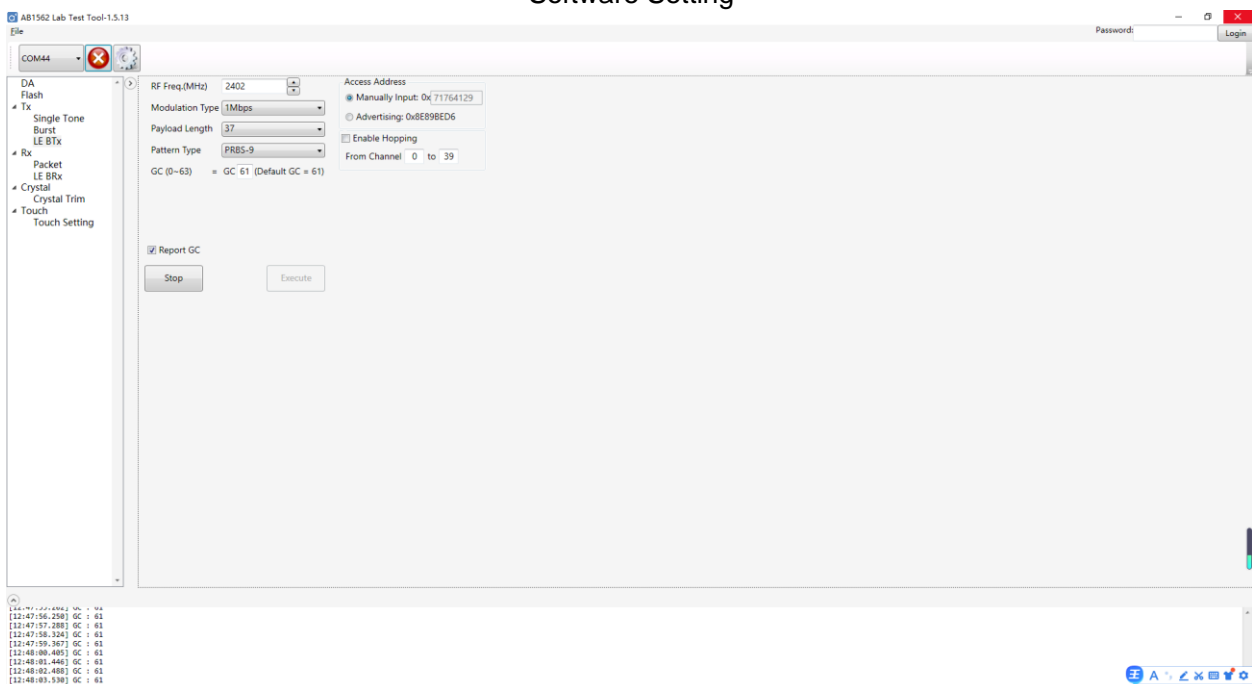 Software Setting
AB1562 Lab Test Tool-1.5.13
File
Password:
Login
COM44
DA
Flash
Tx
Single Tone
Burst
LE BTx
Rx
Packet
LE BRx
Crystal
Crystal Trim
Touch
Touch Setting
RF Freq.(MHz) 2402
Modulation Type 1Mbps
Payload Length 37
Pattern Type PRBS-9
GC (0~63) = GC 61 (Default GC = 61)
Access Address
Manually Input: 0x 71764129
Advertising: 0x8E89BED6
Enable Hopping
From Channel 0 to 39
Report GC
Stop
Execute
[12:47:56.250] GC : 61
[12:47:57.288] GC : 61
[12:47:58.324] GC : 61
[12:47:59.367] GC : 61
[12:48:00.405] GC : 61
[12:48:01.446] GC : 61
[12:48:02.488] GC : 61
[12:48:03.530] GC : 61
王 A